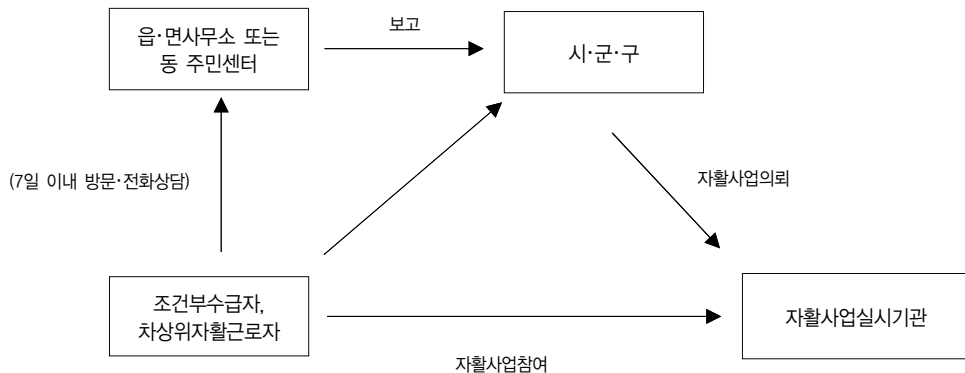 읍·면사무소 또는
동 주민센터
보고
시·군·구
(7일 이내 방문·전화상담)
자활사업의뢰
조건부수급자,
차상위자활근로자
자활사업실시기관
자활사업참여